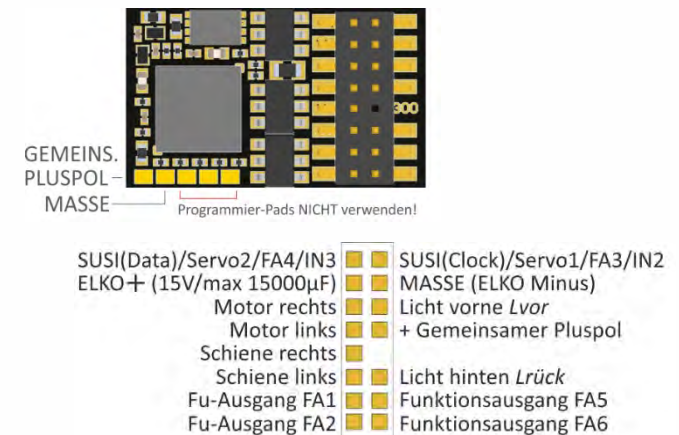 300
GEMEINS.
PLUSPOL
MASSE
Programmier-Pads NICHT verwenden!
SUSI(Data)/Servo2/FA4/IN3 SUSI(Clock)/Servo1/FA3/IN2
ELKO+ (15V/max 15000µF) MASSE (ELKO Minus)
Motor rechts Licht vorne Lvor
Motor links + Gemeinsamer Pluspol
Schiene rechts
Schiene links Licht hinten Lrück
Fu-Ausgang FA1 Funktionsausgang FA5
Fu-Ausgang FA2 Funktionsausgang FA6